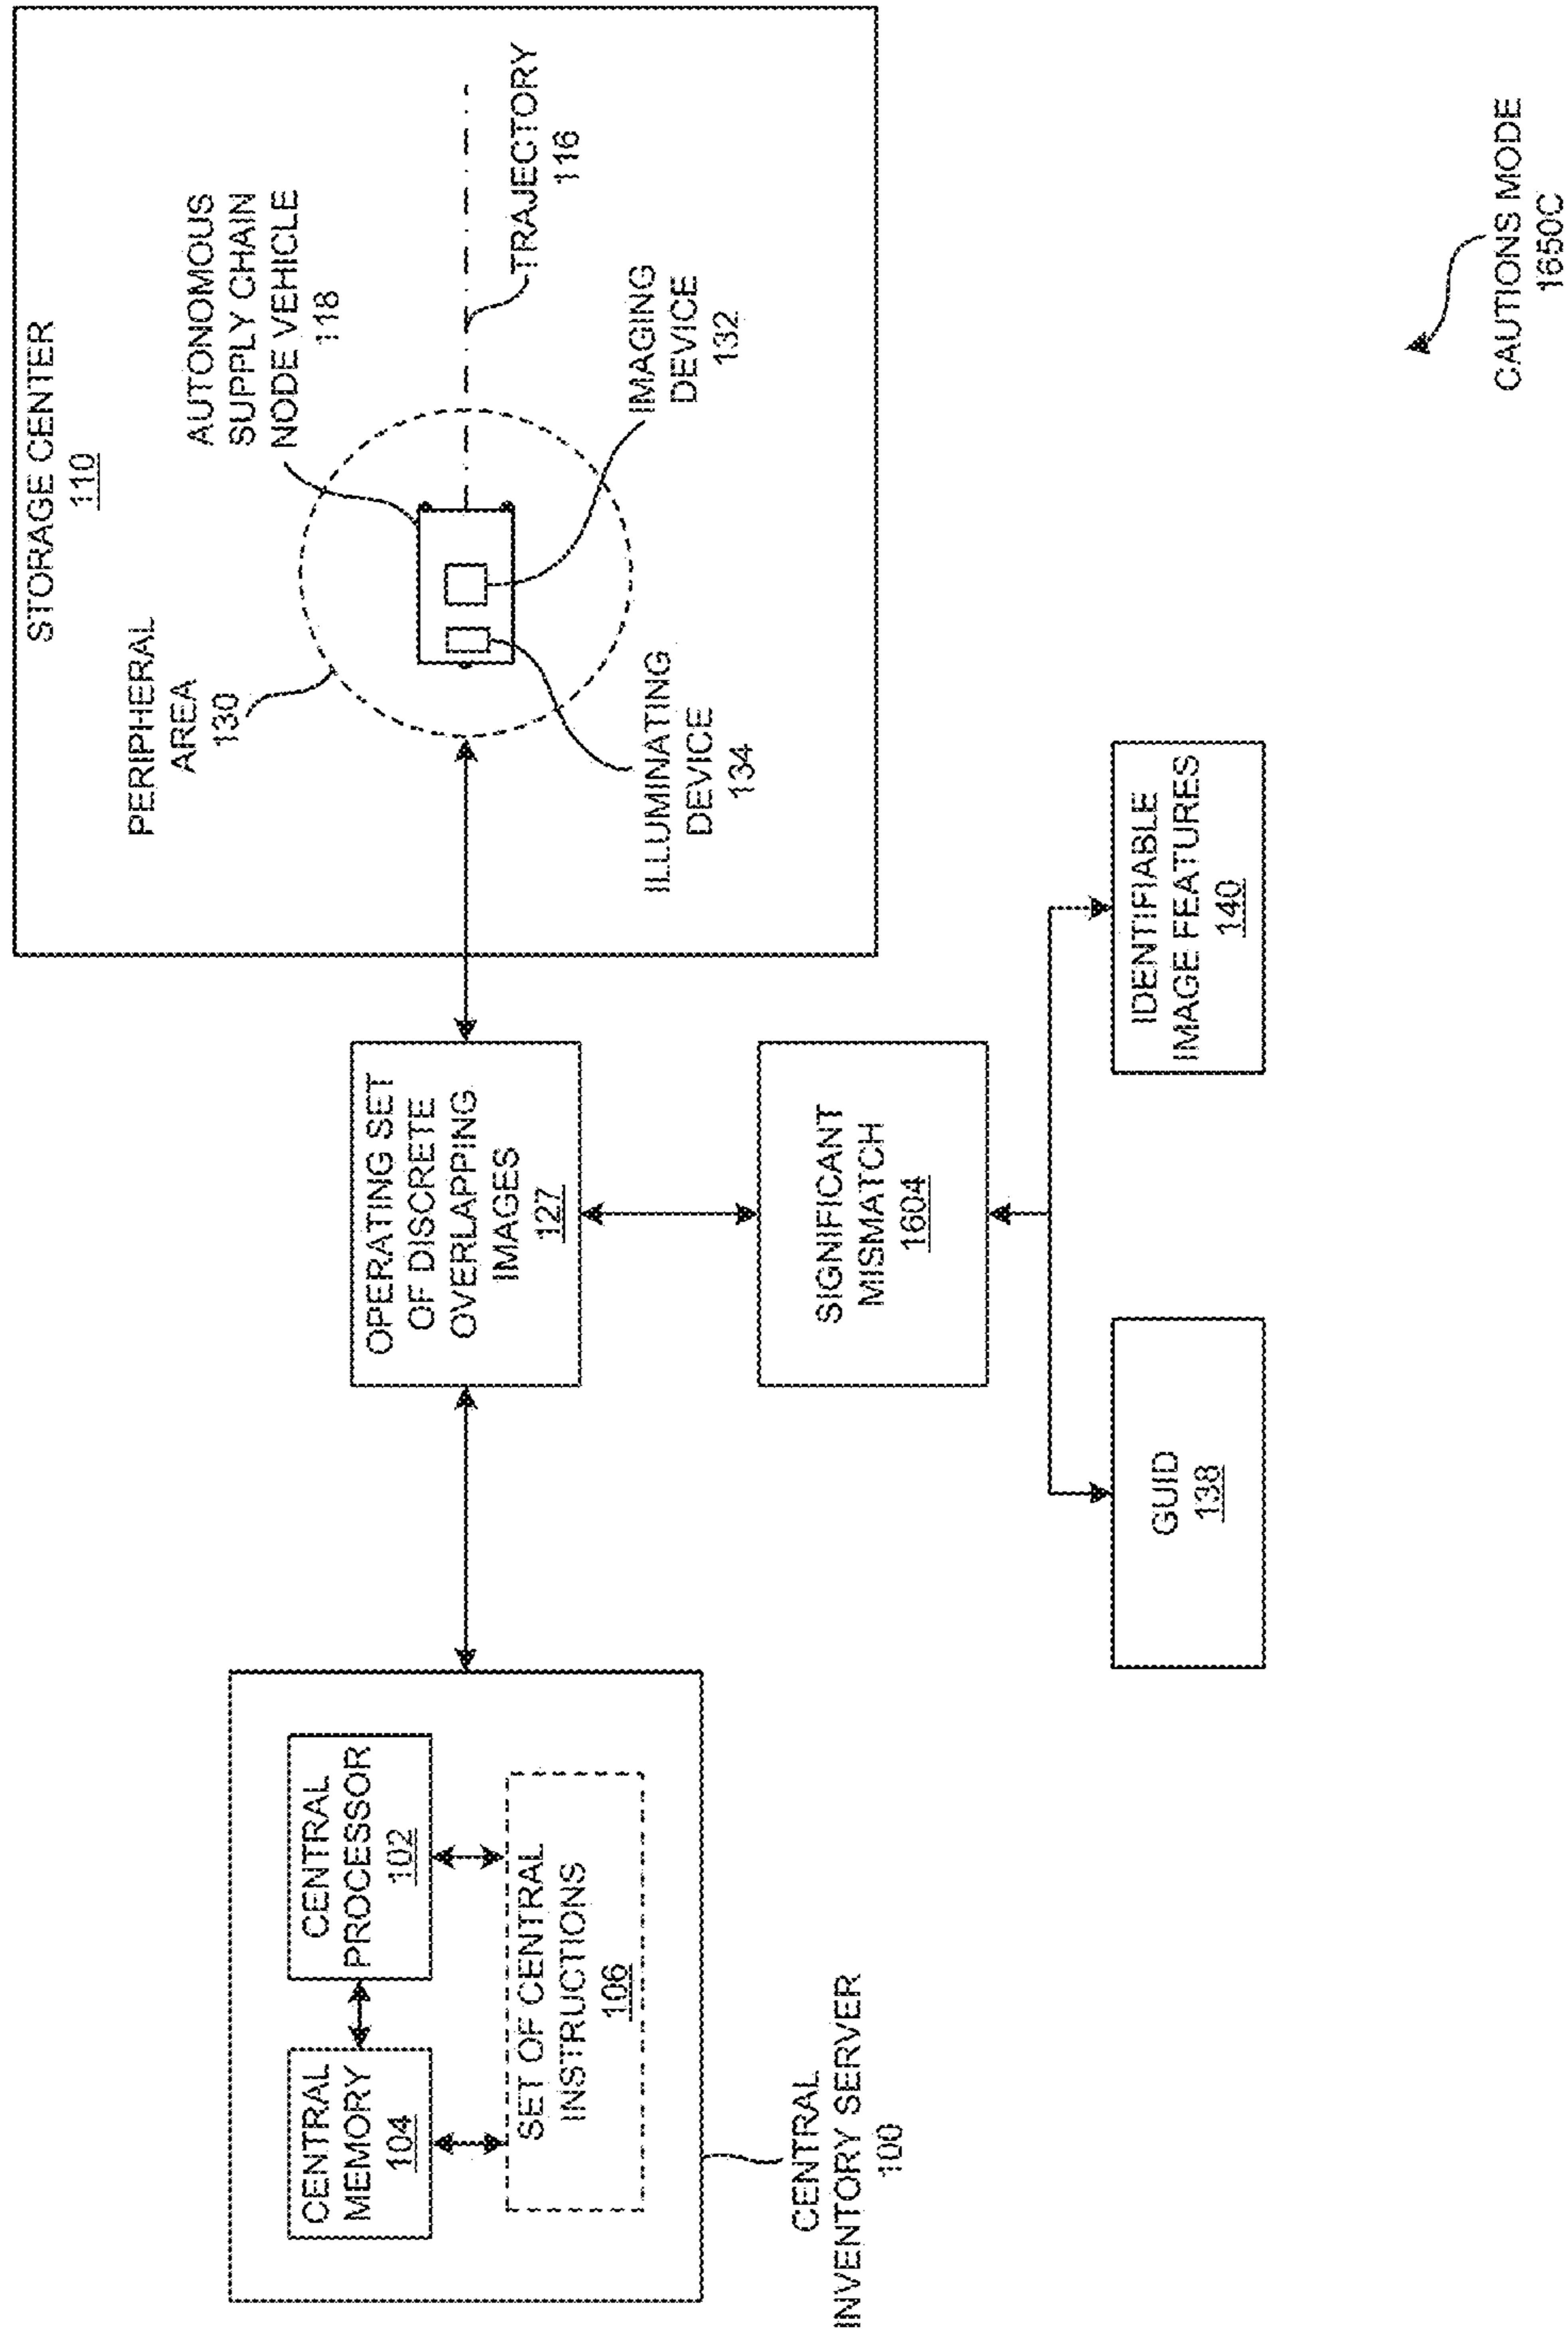 STORAGE CENTER
110
PERIPHERAL
AREA
130
AUTONOMOUS
SUPPLY CHAIN
NODE VEHICLE
118
TRAJECTORY
116
IMAGING
DEVICE
132
ILLUMINATING
DEVICE
134
OPERATING SET
OF DISCRETE
OVERLAPPING
IMAGES
127
SIGNIFICANT
MISMATCH
1604
GUID
138
IDENTIFIABLE
IMAGE FEATURES
140
CENTRAL
MEMORY
104
CENTRAL
PROCESSOR
102
SET OF CENTRAL
INSTRUCTIONS
106
CENTRAL
INVENTORY SERVER
100
CAUTIONS MODE
1650C